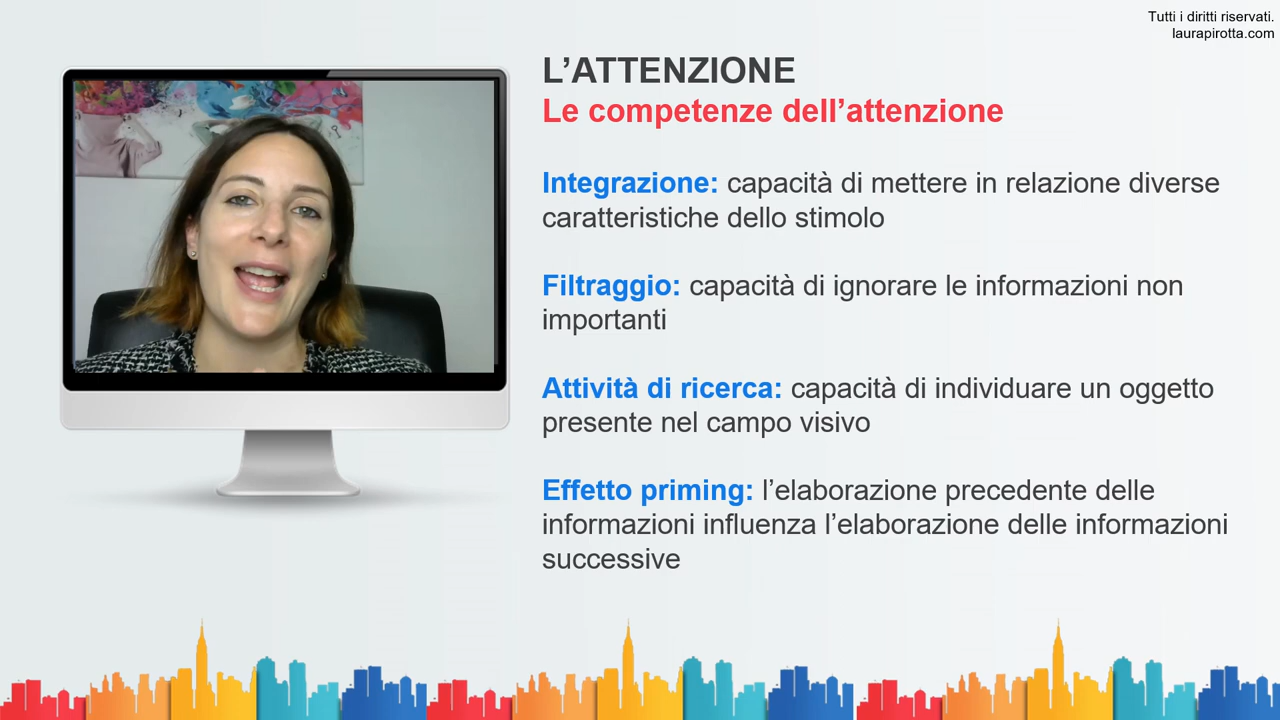 Tutti i diritti riservati.
laurapirotta.com
L’ATTENZIONE
Le competenze dell’attenzione
Integrazione: capacità di mettere in relazione diverse
caratteristiche dello stimolo
Filtraggio: capacità di ignorare le informazioni non
importanti
Attività di ricerca: capacità di individuare un oggetto
presente nel campo visivo
Effetto priming: l’elaborazione precedente delle
informazioni influenza l’elaborazione delle informazioni
successive